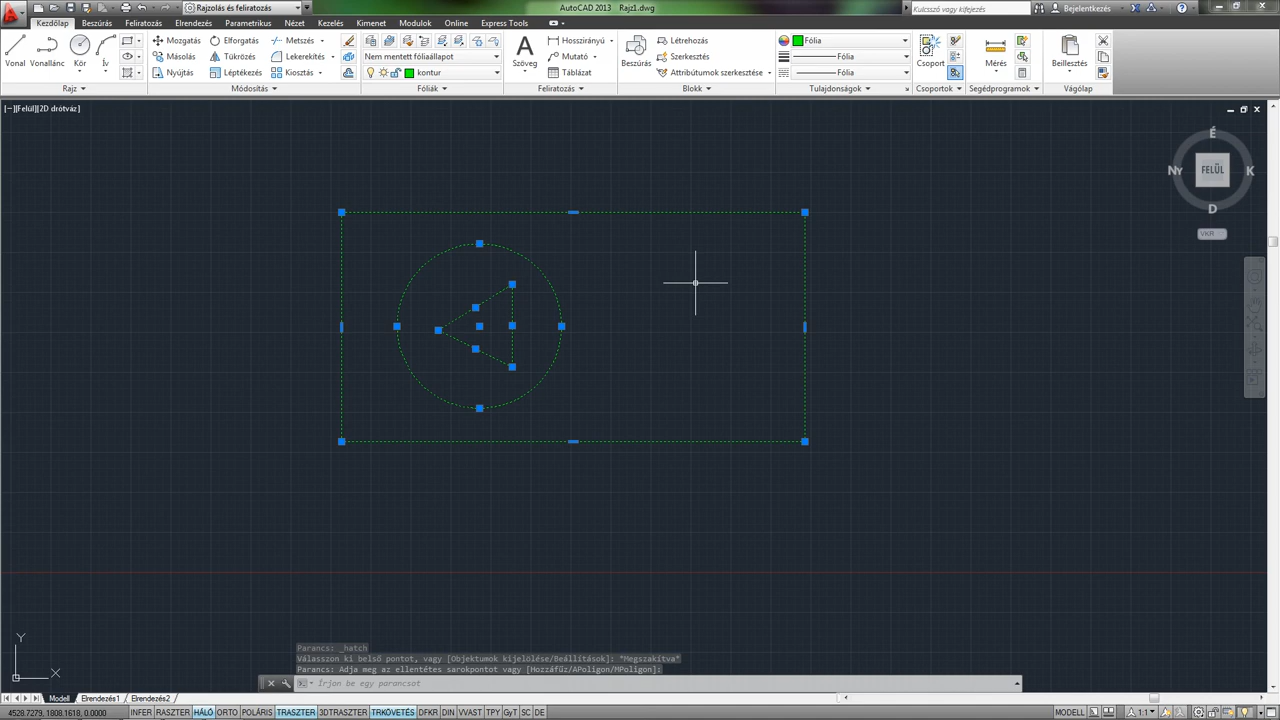 Rajzolás és feliratozás
AutoCAD 2013 Rajz1.dwg
Kulcsszó vagy kifejezés
Bejelentkezés
Kezdőlap Beszúrás Feliratozás Elrendezés Parametrikus Nézet Kezelés Kimenet Modulok Online Express Tools
Vonal Vonallánc Kör Ív
Mozgatás Elforgatás Metszés
Másolás Tükrözés Lekerekítés
Nyújtás Léptékezés Kiosztás
Nem mentett fóliaállapot
kontur
Szöveg
Hosszirányú
Mutató
Táblázat
Beszúrás
Létrehozás
Szerkesztés
Attribútumok szerkesztése
Fólia
Fólia
Fólia
Csoport
Mérés
Beillesztés
Rajz Módosítás Fóliák Feliratozás Blokk Tulajdonságok Csoportok Segédprogramok Vágólap
[−][Felül][2D drótváz]
É
NY FELÜL K
D
VKR
Y
X
Parancs: _hatch
Válasszon ki belső pontot, vagy [Objektumok kijelölése/Beállítások]: *Megszakítva*
Parancs: Adja meg az ellentétes sarokpontot vagy [Hozzáfűz/APoligon/MPoligon]:
Írjon be egy parancsot
Modell Elrendezés1 Elrendezés2
4528.7279, 1808.1618, 0.0000 INFER RASZTER HÁLÓ ORTO POLÁRIS TRASZTER 3DTRASZTER TRKÖVETÉS DFKR DIN VVAST TPY GyT SC DE MODELL 1:1